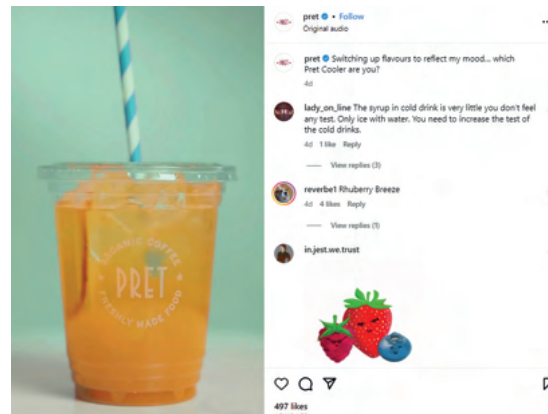 ORGANIC COFFEE
PRET
FRESHLY MADE FOOD
pret • Follow
Original audio
pret Switching up flavours to reflect my mood... which
Pret Cooler are you?
4d
lady_on_line The syrup in cold drink is very little you don't feel
any test. Only ice with water. You need to increase the test of
the cold drinks.
4d 1 like Reply
View replies (3)
reverbe1 Rhuberry Breeze
4d 4 likes Reply
View replies (1)
in.jest.we.trust
497 likes